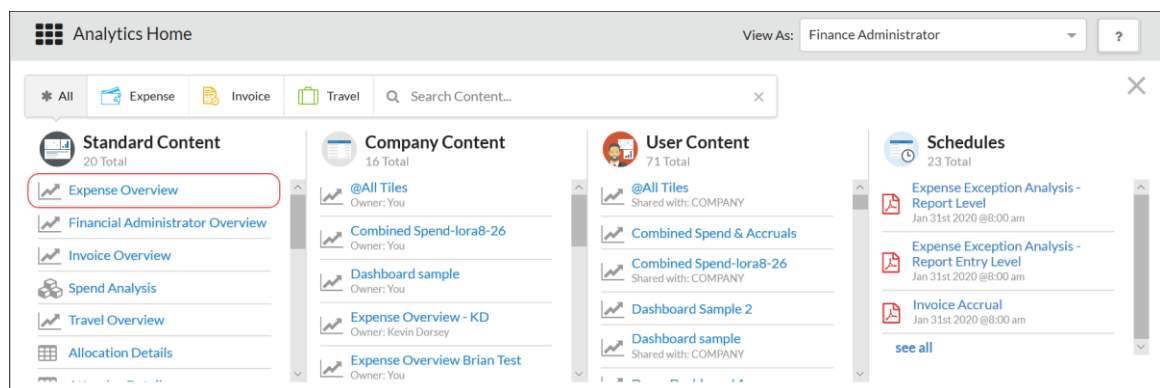 Analytics Home
View As:
Finance Administrator
?
All
Expense
Invoice
Travel
Search Content...
Standard Content
20 Total
Expense Overview
Financial Administrator Overview
Invoice Overview
Spend Analysis
Travel Overview
Allocation Details
Company Content
16 Total
@All Tiles
Owner: You
Combined Spend-lora8-26
Owner: You
Dashboard sample
Owner: You
Expense Overview - KD
Owner: Kevin Dorsey
Expense Overview Brian Test
Owner: You
User Content
71 Total
@All Tiles
Shared with: COMPANY
Combined Spend & Accruals
Combined Spend-lora8-26
Shared with: COMPANY
Dashboard Sample 2
Dashboard sample
Shared with: COMPANY
Schedules
23 Total
Expense Exception Analysis -
Report Level
Jan 31st 2020 @8:00 am
Expense Exception Analysis -
Report Entry Level
Jan 31st 2020 @8:00 am
Invoice Accrual
Jan 31st 2020 @8:00 am
see all